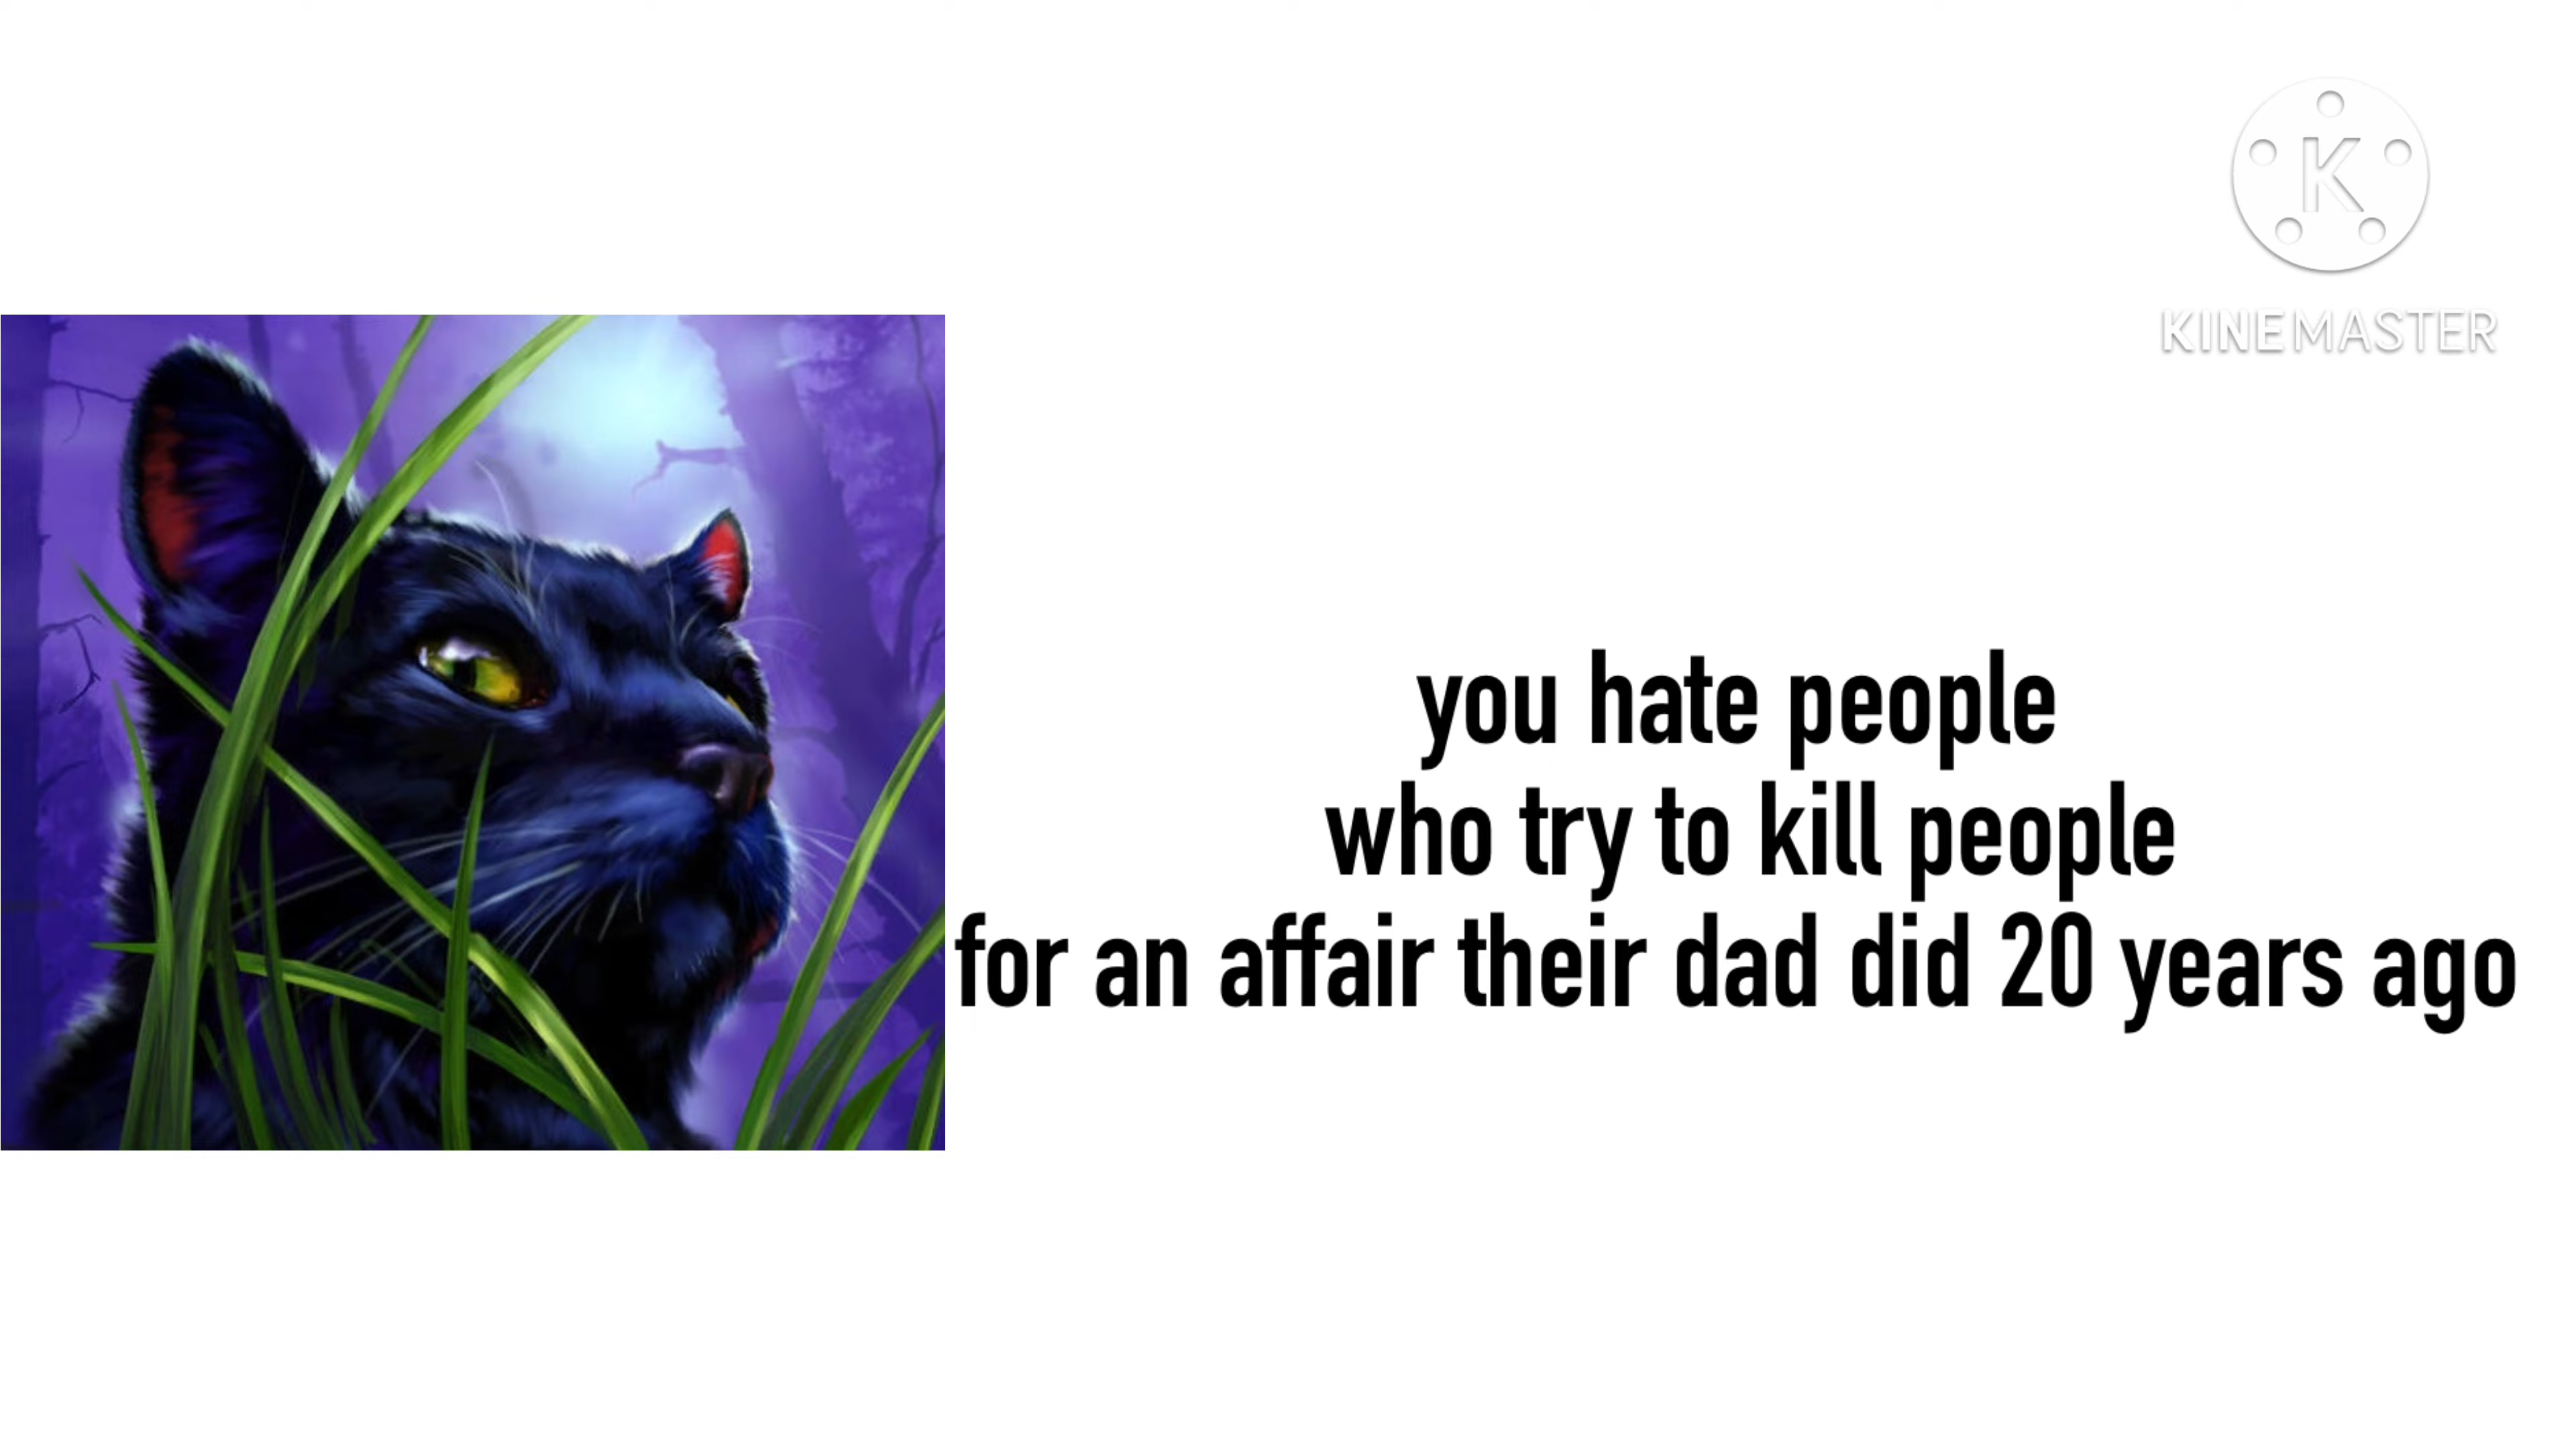 K
KINEMASTER
you hate people
who try to kill people
for an affair their dad did 20 years ago